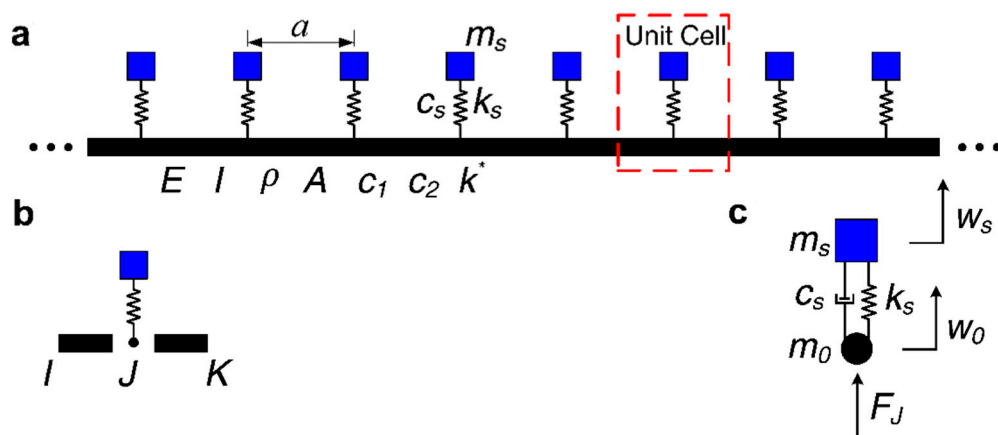 a
a
m_s
Unit Cell
c_s k_s
E I ρ A c_1 c_2 k^*
b
I J K
c
w_s
m_s
c_s k_s
w_0
m_0
F_J